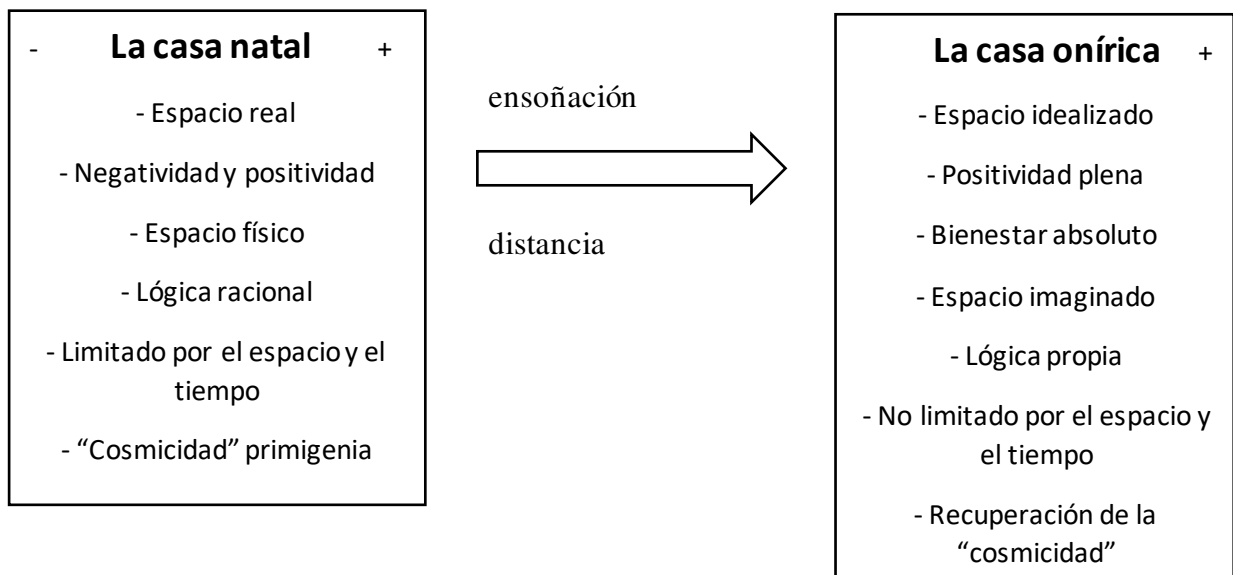 - La casa natal +
- Espacio real
- Negatividad y positividad
- Espacio físico
- Lógica racional
- Limitado por el espacio y el
tiempo
- “Cosmicidad” primigenia
ensoñación
distancia
La casa onírica +
- Espacio idealizado
- Positividad plena
- Bienestar absoluto
- Espacio imaginado
- Lógica propia
- No limitado por el espacio y
el tiempo
- Recuperación de la
“cosmicidad”